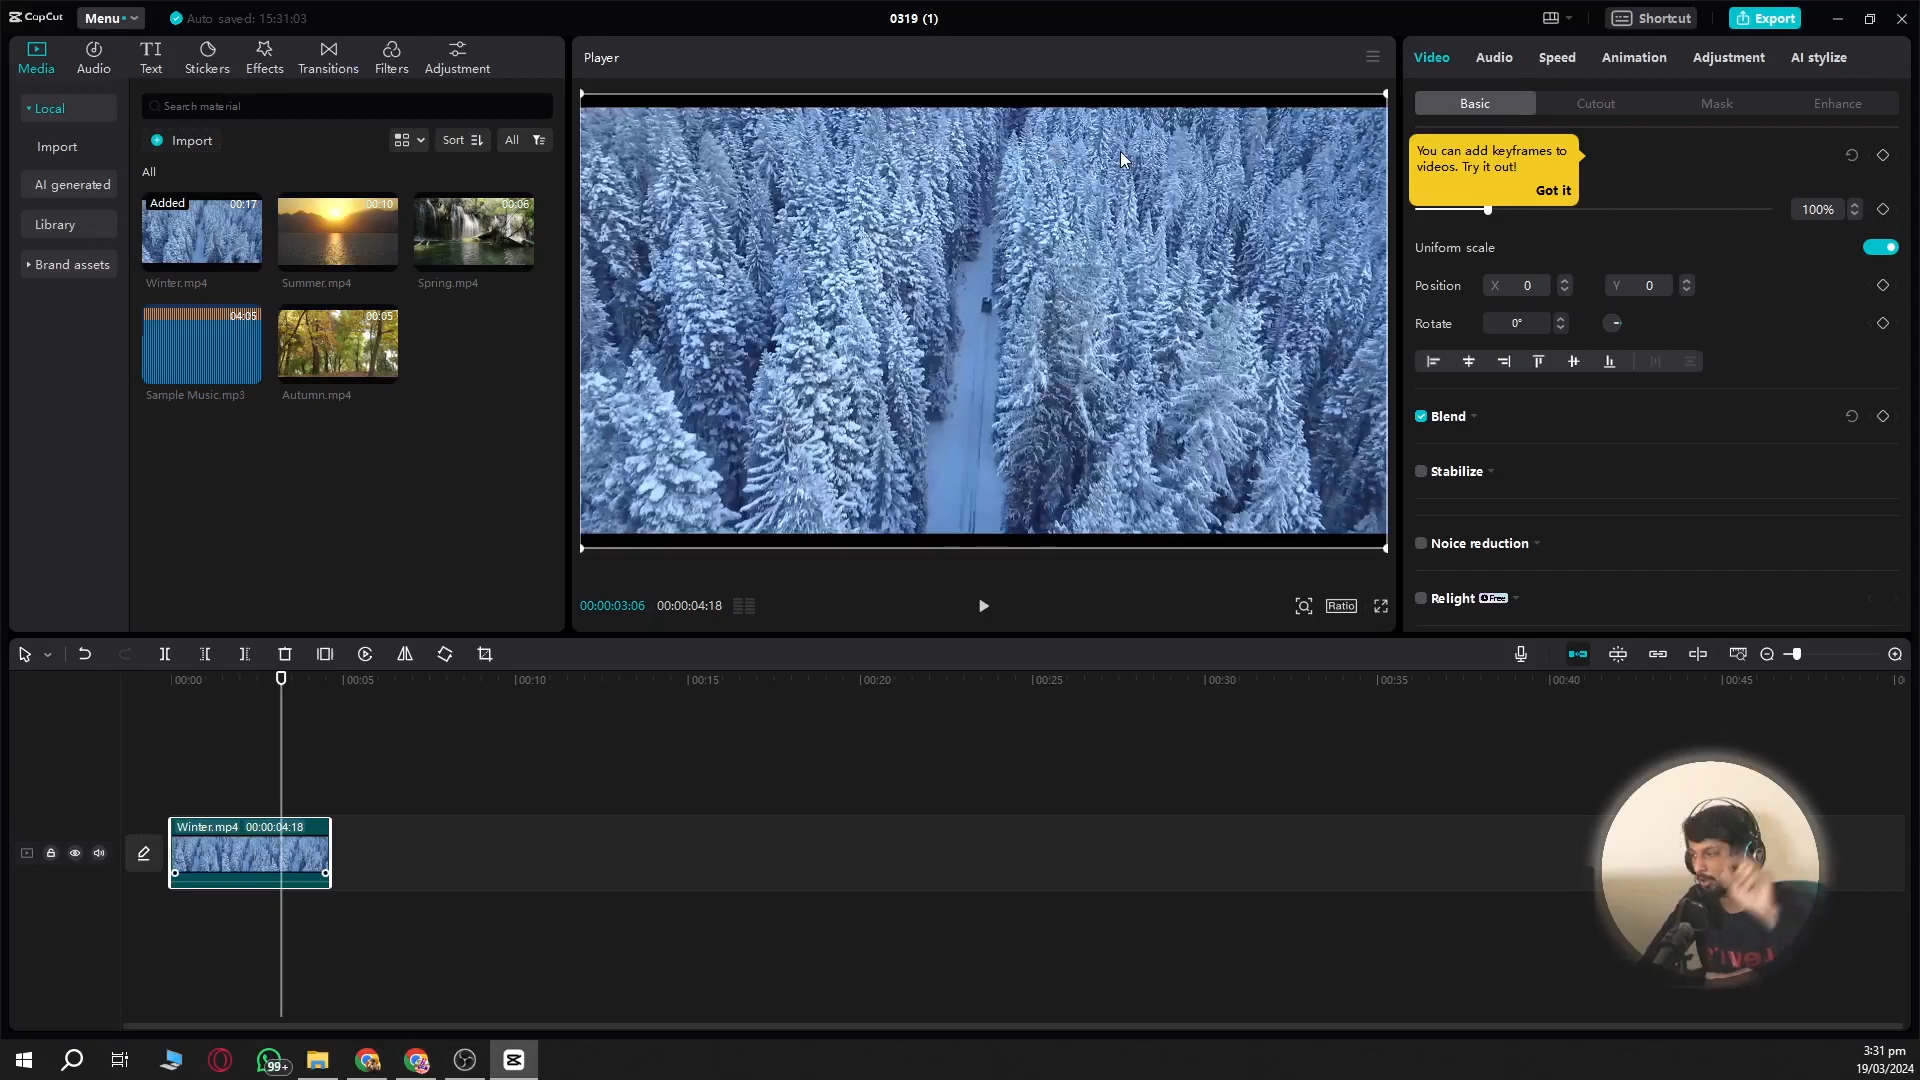 CapCut
Menu
Auto saved: 15:31:03
0319 (1)
Shortcut
Export
Media
Audio
Text
Stickers
Effects
Transitions
Filters
Adjustment
Local
Import
AI generated
Library
Brand assets
Search material
Import
Sort
All
All
Added
00:17
00:10
00:06
Winter.mp4
Summer.mp4
Spring.mp4
04:05
00:05
Sample Music.mp3
Autumn.mp4
Player
00:00:03:06
00:00:04:18
Ratio
Video
Audio
Speed
Animation
Adjustment
AI stylize
Basic
Cutout
Mask
Enhance
You can add keyframes to
videos. Try it out!
Got it
100%
Uniform scale
Position
X
0
Y
0
Rotate
0°
Blend
Stabilize
Noice reduction
Relight
Free
00:00
00:05
00:10
00:15
00:20
00:25
00:30
00:35
00:40
00:45
Winter.mp4 00:00:04:18
99+
3:31 pm
19/03/2024